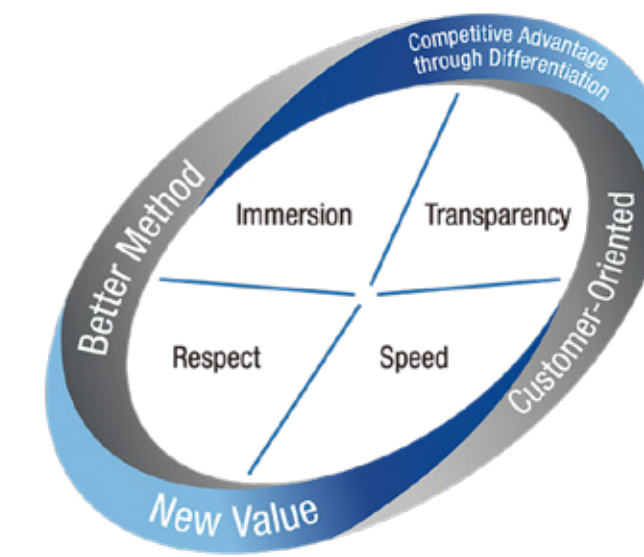 Competitive Advantage
through Differentiation
Better Method
Immersion
Transparency
Customer-Oriented
Respect
Speed
New Value